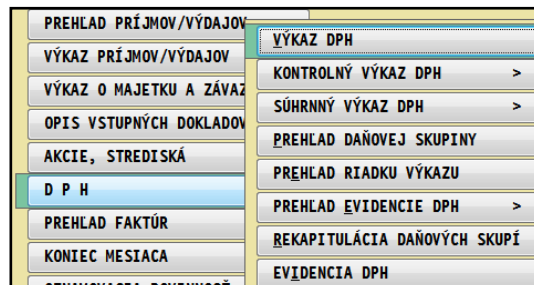 PREHĽAD PRÍJMOV/VÝDAJOV
VÝKAZ PRÍJMOV/VÝDAJOV
VÝKAZ O MAJETKU A ZÁVÄZ
OPIS VSTUPNÝCH DOKLADOV
AKCIE, STREDISKÁ
D P H
PREHĽAD FAKTÚR
KONIEC MESIACA
VÝKAZ DPH
KONTROLNÝ VÝKAZ DPH >
SÚHRNNÝ VÝKAZ DPH >
PREHĽAD DAŇOVEJ SKUPINY
PREHĽAD RIADKU VÝKAZU
PREHĽAD EVIDENCIE DPH >
REKAPITULÁCIA DAŇOVÝCH SKUPÍ
EVIDENCIA DPH